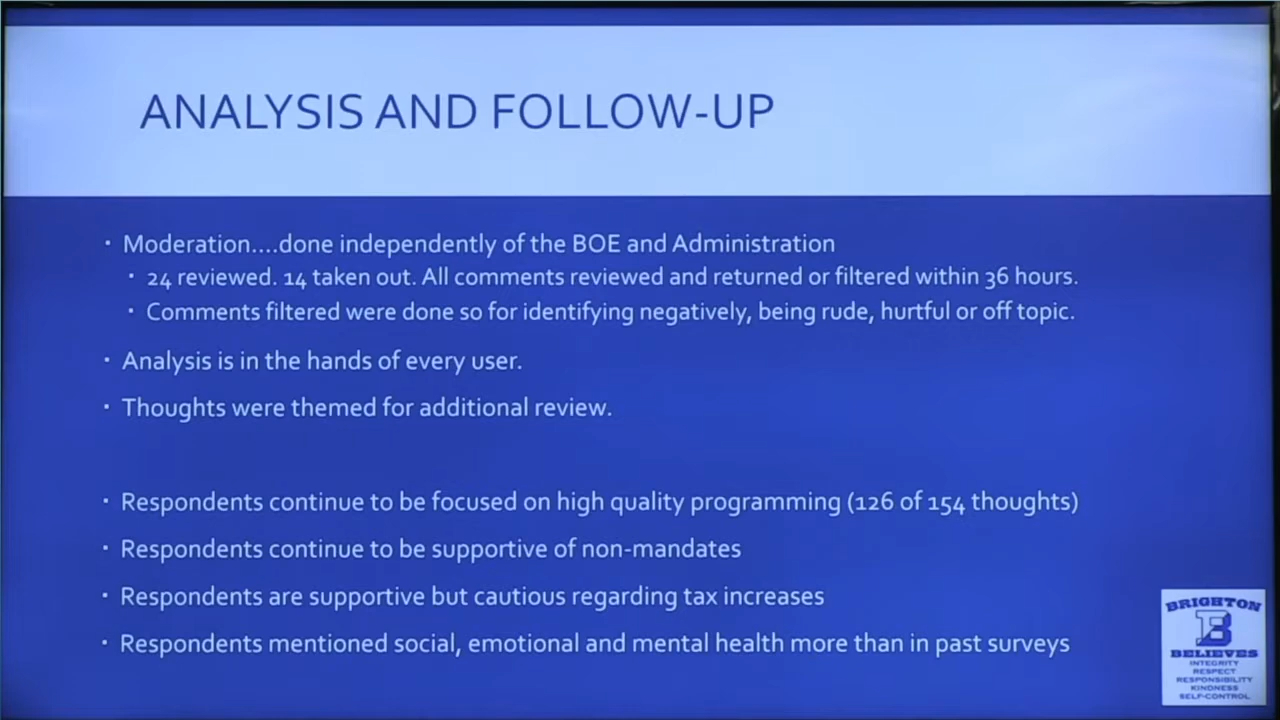 ANALYSIS AND FOLLOW-UP
Moderation....done independently of the BOE and Administration
24 reviewed. 14 taken out. All comments reviewed and returned or filtered within 36 hours.
Comments filtered were done so for identifying negatively, being rude, hurtful or off topic.
Analysis is in the hands of every user.
Thoughts were themed for additional review.
Respondents continue to be focused on high quality programming (126 of 154 thoughts)
Respondents continue to be supportive of non-mandates
Respondents are supportive but cautious regarding tax increases
Respondents mentioned social, emotional and mental health more than in past surveys
BRIGHTON
B
BELIEVES
INTEGRITY
RESPECT
RESPONSIBILITY
KINDNESS
SELF-CONTROL